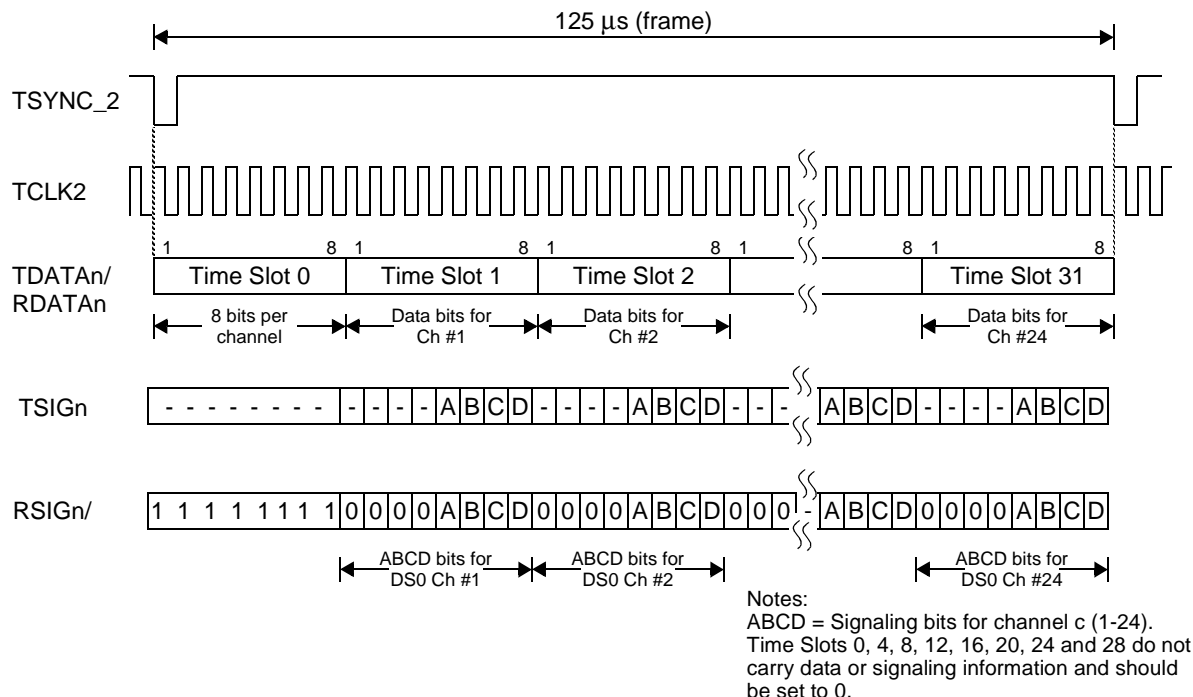 125 μs (frame)
TSYNC_2
TCLK2
1 8 1 8 1 8 1 8 1 8
TDATAn/
RDATAn
Time Slot 0 Time Slot 1 Time Slot 2 Time Slot 31
8 bits per
channel
Data bits for
Ch #1
Data bits for
Ch #2
Data bits for
Ch #24
TSIGn
- - - - - - - - - - - - A B C D - - - - A B C D - - - A B C D - - - - A B C D
RSIGn/
1 1 1 1 1 1 1 1 0 0 0 0 A B C D 0 0 0 0 A B C D 0 0 0 - A B C D 0 0 0 0 A B C D
ABCD bits for
DS0 Ch #1
ABCD bits for
DS0 Ch #2
ABCD bits for
DS0 Ch #24
Notes:
ABCD = Signaling bits for channel c (1-24).
Time Slots 0, 4, 8, 12, 16, 20, 24 and 28 do not
carry data or signaling information and should
be set to 0.